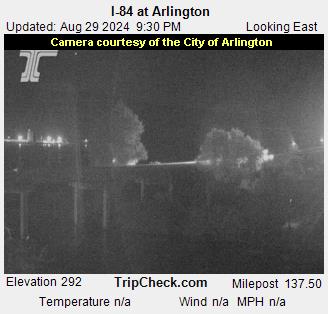 I-84 at Arlington
Updated: Aug 29 2024 9:30 PM Looking East
Camera courtesy of the City of Arlington
Elevation 292 TripCheck.com Milepost 137.50
Temperature n/a Wind n/a MPH n/a